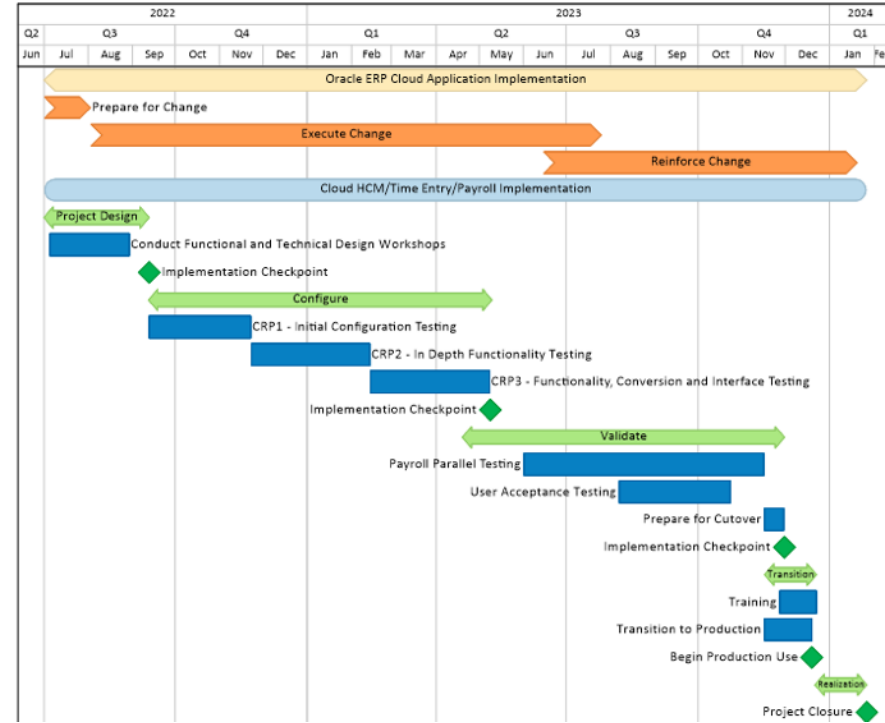 2022 2023 2024
Q2 Q3 Q4 Q1 Q2 Q3 Q4 Q1
Jun Jul Aug Sep Oct Nov Dec Jan Feb Mar Apr May Jun Jul Aug Sep Oct Nov Dec Jan Fe
Oracle ERP Cloud Application Implementation
Prepare for Change
Execute Change
Reinforce Change
Cloud HCM/Time Entry/Payroll Implementation
Project Design
Conduct Functional and Technical Design Workshops
Implementation Checkpoint
Configure
CRP1 - Initial Configuration Testing
CRP2 - In Depth Functionality Testing
CRP3 - Functionality, Conversion and Interface Testing
Implementation Checkpoint
Validate
Payroll Parallel Testing
User Acceptance Testing
Prepare for Cutover
Implementation Checkpoint
Transition
Training
Transition to Production
Begin Production Use
Realization
Project Closure